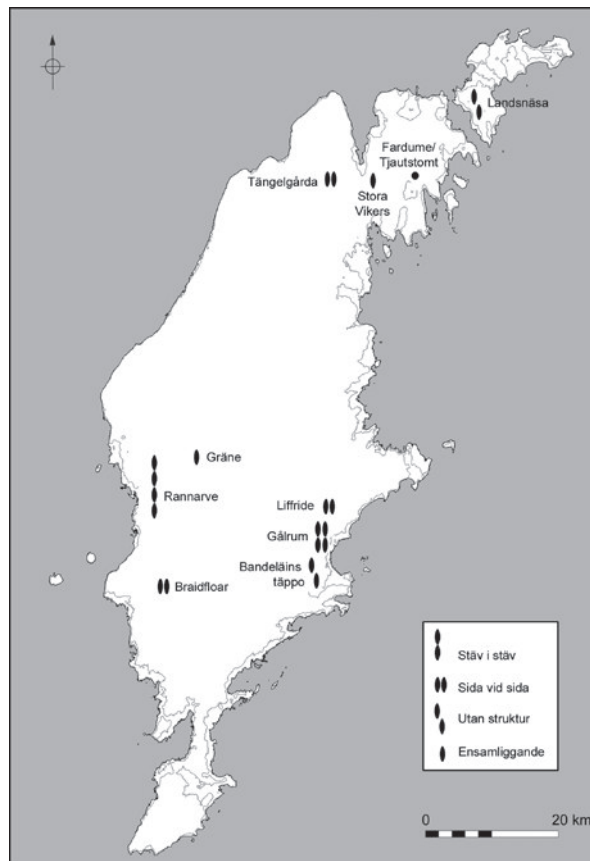 Landsnäsa
Fardume/
Tjautstomt
Tängelgårda
Stora
Vikers
Gräne
Rannarve
Liffride
Gålrum
Bandeläins
täppo
Braidfloar
Stäv i stäv
Sida vid sida
Utan struktur
Ensamliggande
0
20 km